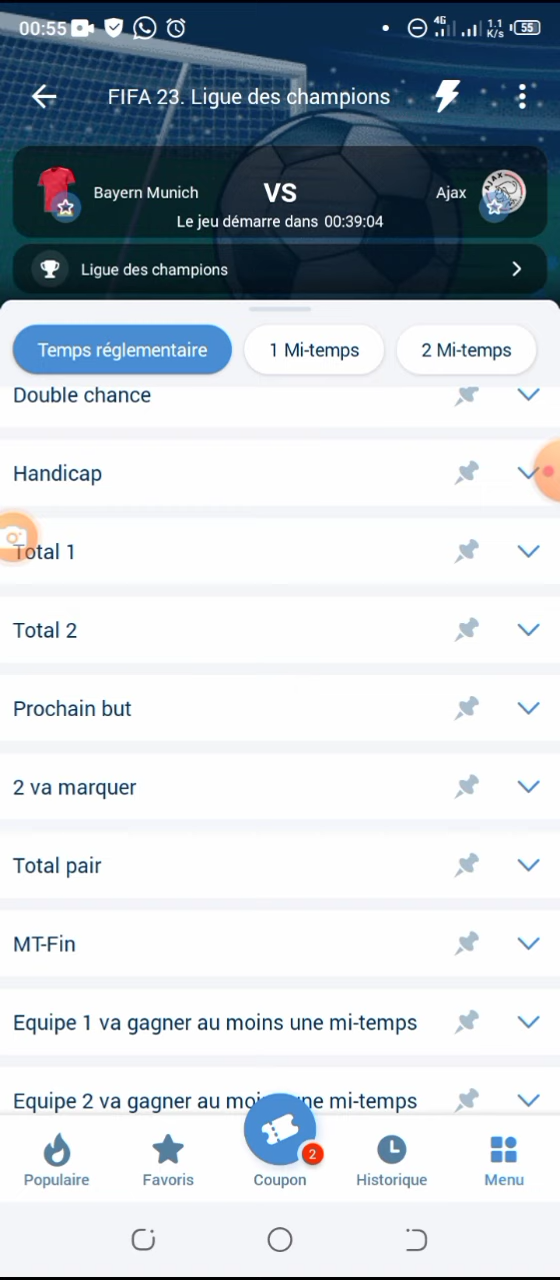 00:55
4G
1.1
K/s
55
FIFA 23. Ligue des champions
Bayern Munich
VS
Ajax
AJAX
Le jeu démarre dans 00:39:04
Ligue des champions
Temps réglementaire
1 Mi-temps
2 Mi-temps
Double chance
Handicap
Total 1
Total 2
Prochain but
2 va marquer
Total pair
MT-Fin
Equipe 1 va gagner au moins une mi-temps
Equipe 2 va gagner au moins une mi-temps
Populaire
Favoris
Coupon
2
Historique
Menu